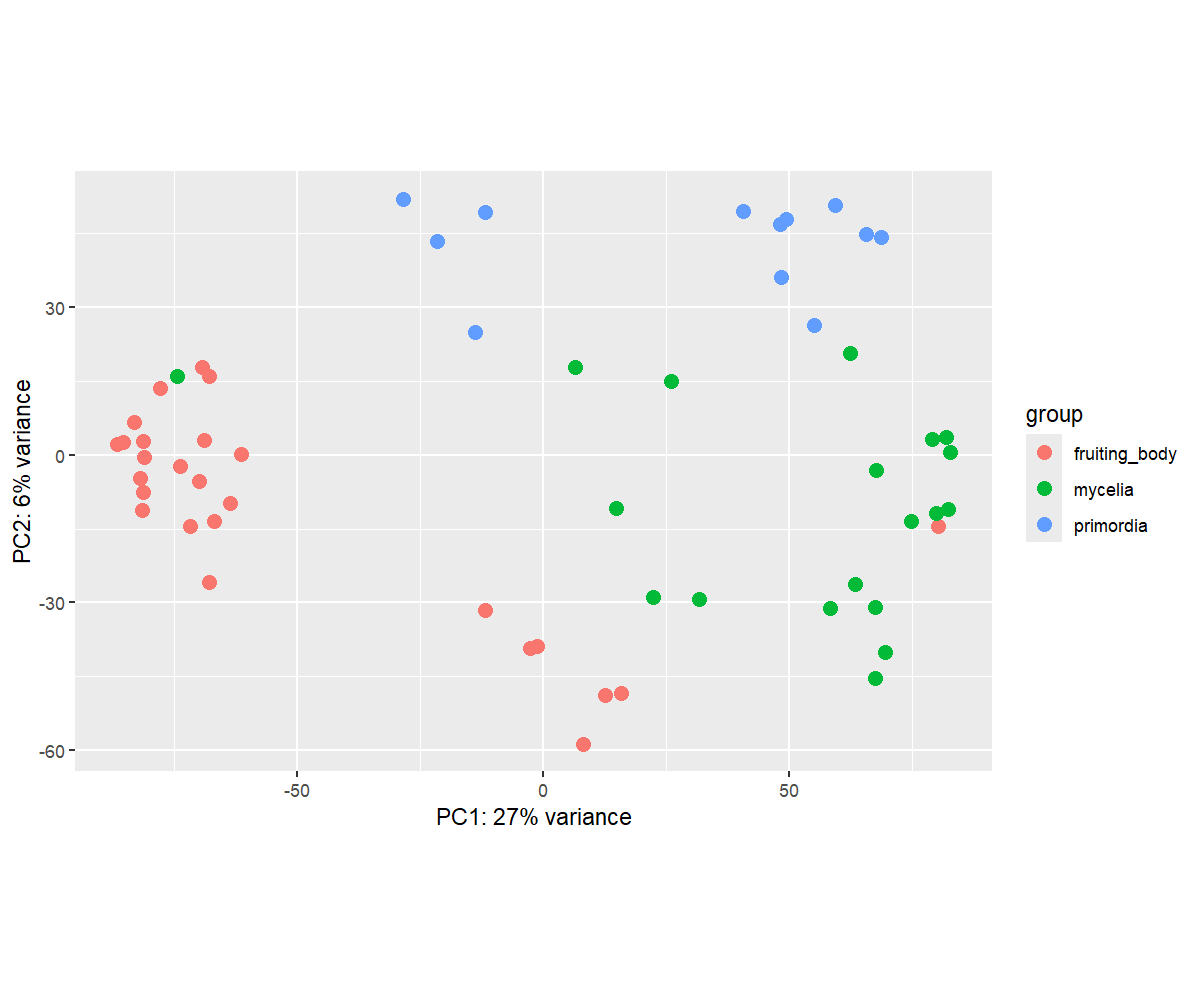 30
0
-30
-60
-50
0
50
PC1: 27% variance
PC2: 6% variance
group
fruiting_body
mycelia
primordia